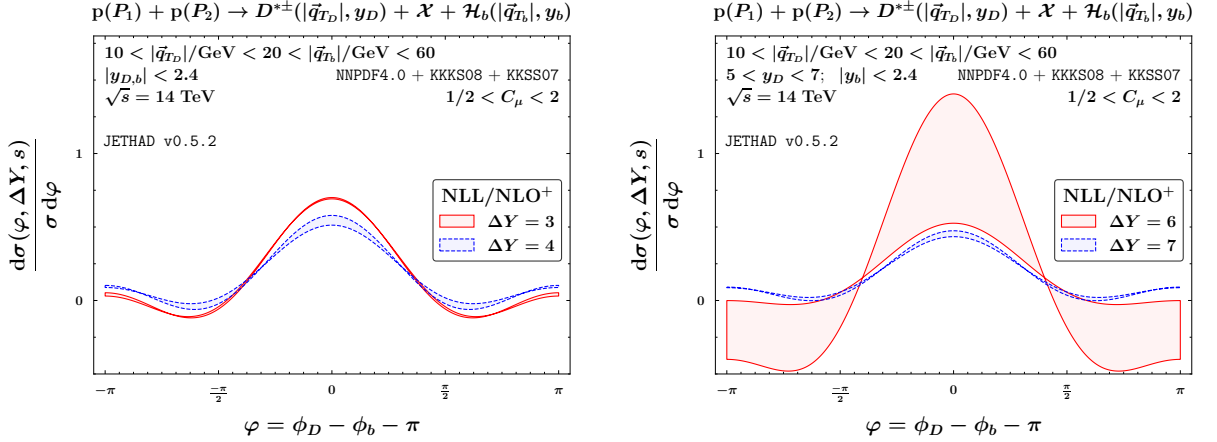 p(P₁) + p(P₂) → D*±(|q⃗_{T_D}|, y_D) + 𝒳 + ℋ_b(|q⃗_{T_b}|, y_b)
10 < |q⃗_{T_D}|/GeV < 20 < |q⃗_{T_b}|/GeV < 60
|y_{D,b}| < 2.4 NNPDF4.0 + KKKS08 + KKSS07
√s = 14 TeV 1/2 < C_μ < 2
JETHAD v0.5.2
dσ(φ, ΔY, s)
σ dφ
1
0
NLL/NLO⁺
ΔY = 3
ΔY = 4
−π −π/2 0 π/2 π
φ = ϕ_D − ϕ_b − π
p(P₁) + p(P₂) → D*±(|q⃗_{T_D}|, y_D) + 𝒳 + ℋ_b(|q⃗_{T_b}|, y_b)
10 < |q⃗_{T_D}|/GeV < 20 < |q⃗_{T_b}|/GeV < 60
5 < y_D < 7; |y_b| < 2.4 NNPDF4.0 + KKKS08 + KKSS07
√s = 14 TeV 1/2 < C_μ < 2
JETHAD v0.5.2
dσ(φ, ΔY, s)
σ dφ
1
0
NLL/NLO⁺
ΔY = 6
ΔY = 7
−π −π/2 0 π/2 π
φ = ϕ_D − ϕ_b − π